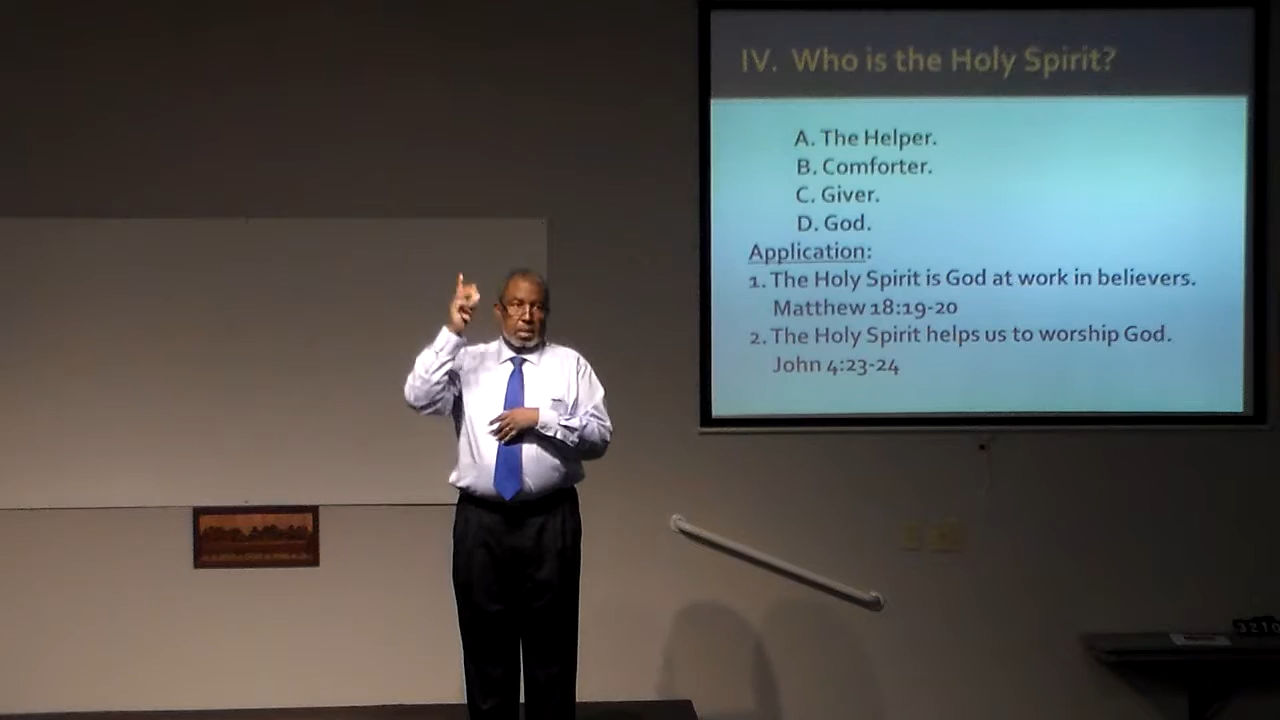 IV. Who is the Holy Spirit?
A. The Helper.
B. Comforter.
C. Giver.
D. God.
Application:
1. The Holy Spirit is God at work in believers.
Matthew 18:19-20
2. The Holy Spirit helps us to worship God.
John 4:23-24